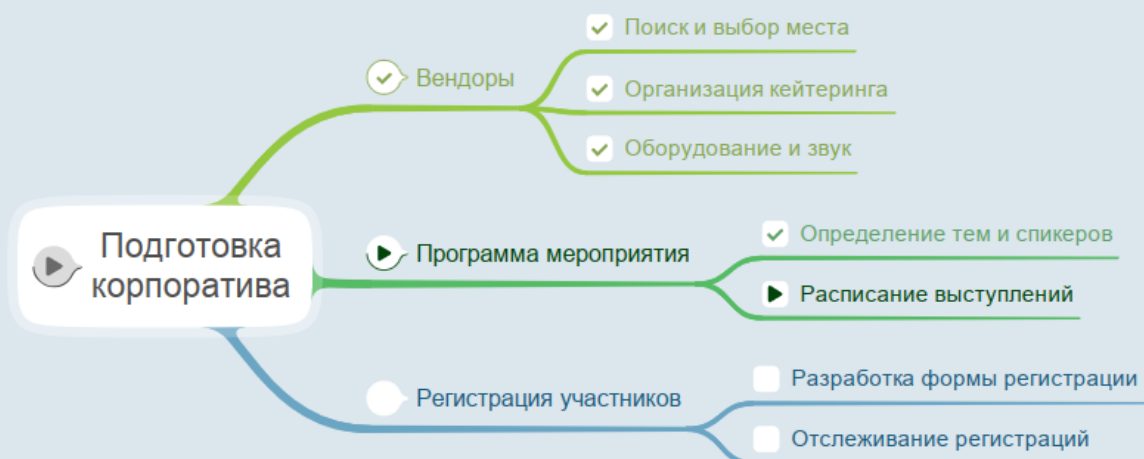 Подготовка
корпоратива
Вендоры
Поиск и выбор места
Организация кейтеринга
Оборудование и звук
Программа мероприятия
Определение тем и спикеров
Расписание выступлений
Регистрация участников
Разработка формы регистрации
Отслеживание регистраций